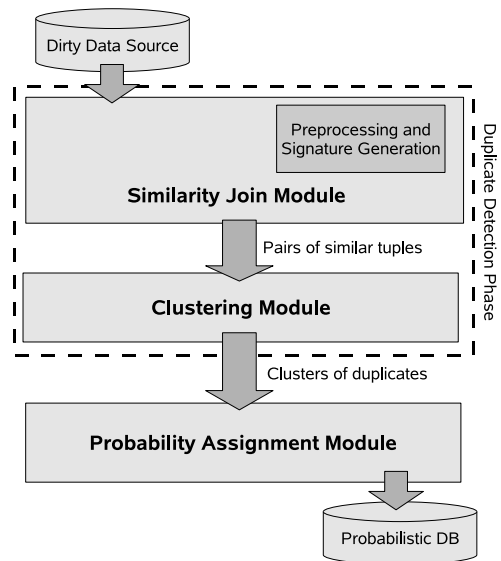 Dirty Data Source
Preprocessing and
Signature Generation
Similarity Join Module
Pairs of similar tuples
Clustering Module
Duplicate Detection Phase
Clusters of duplicates
Probability Assignment Module
Probabilistic DB